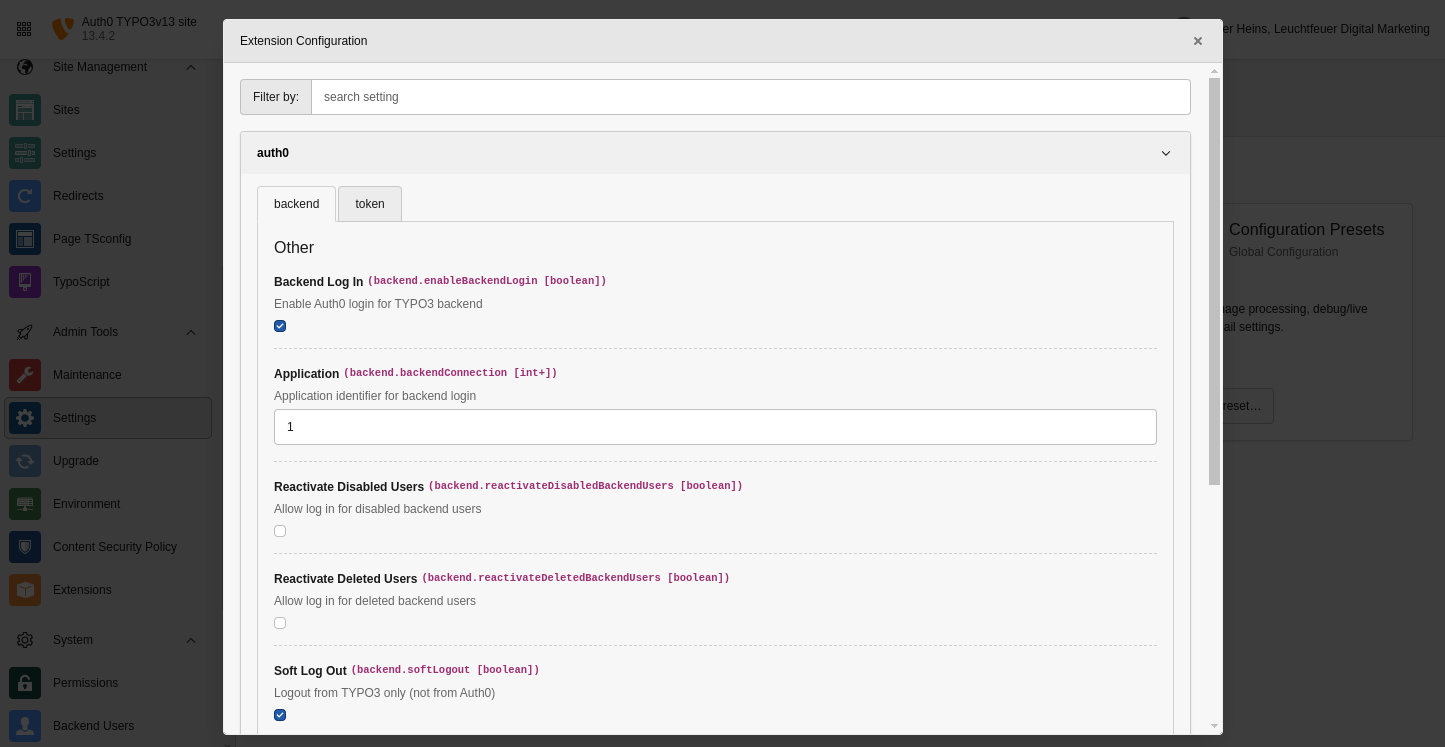 Auth0 TYPO3v13 site
13.4.2
Heins, Leuchtfeuer Digital Marketing
Site Management
Sites
Settings
Redirects
Page TSconfig
TypoScript
Admin Tools
Maintenance
Settings
Upgrade
Environment
Content Security Policy
Extensions
System
Permissions
Backend Users
Extension Configuration
Filter by: search setting
auth0
backend token
Other
Backend Log In (backend.enableBackendLogin [boolean])
Enable Auth0 login for TYPO3 backend
Application (backend.backendConnection [int+])
Application identifier for backend login
1
Reactivate Disabled Users (backend.reactivateDisabledBackendUsers [boolean])
Allow log in for disabled backend users
Reactivate Deleted Users (backend.reactivateDeletedBackendUsers [boolean])
Allow log in for deleted backend users
Soft Log Out (backend.softLogout [boolean])
Logout from TYPO3 only (not from Auth0)
Configuration Presets
Global Configuration
processing, debug/live
settings.